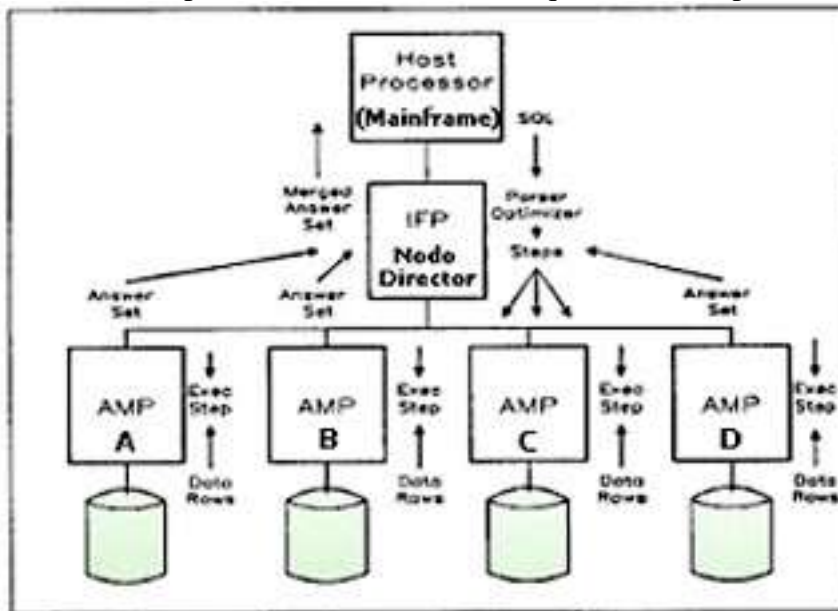 Host
Processor
(Mainframe)
SQL
Merged
Answer
Set
IFP
Nodo
Director
Parser
Optimizer
Steps
Answer
Set
Answer
Set
Answer
Set
AMP
A
Exec
Step
Data
Rows
AMP
B
Exec
Step
Data
Rows
AMP
C
Exec
Step
Data
Rows
AMP
D
Exec
Step
Data
Rows